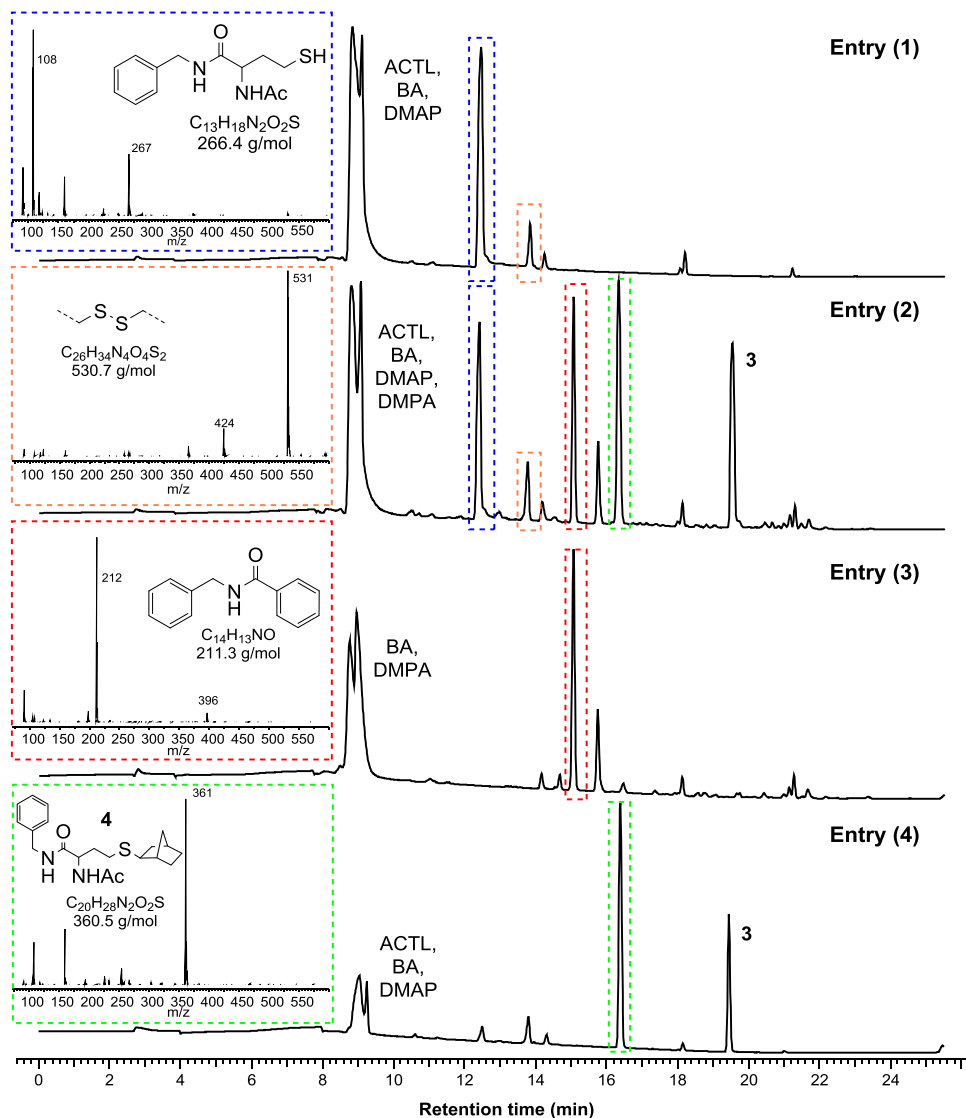 Entry (1)
108
267
O
N
H
NHAc
SH
C13H18N2O2S
266.4 g/mol
100 150 200 250 300 350 400 450 500 550
m/z
ACTL,
BA,
DMAP
Entry (2)
531
424
S
S
C26H34N4O4S2
530.7 g/mol
100 150 200 250 300 350 400 450 500 550
m/z
ACTL,
BA,
DMAP,
DMPA
3
Entry (3)
212
396
O
N
H
C14H13NO
211.3 g/mol
100 150 200 250 300 350 400 450 500 550
m/z
BA,
DMPA
Entry (4)
361
4
O
S
N
H
NHAc
C20H28N2O2S
360.5 g/mol
100 150 200 250 300 350 400 450 500 550
m/z
ACTL,
BA,
DMAP
3
0 2 4 6 8 10 12 14 16 18 20 22 24
Retention time (min)